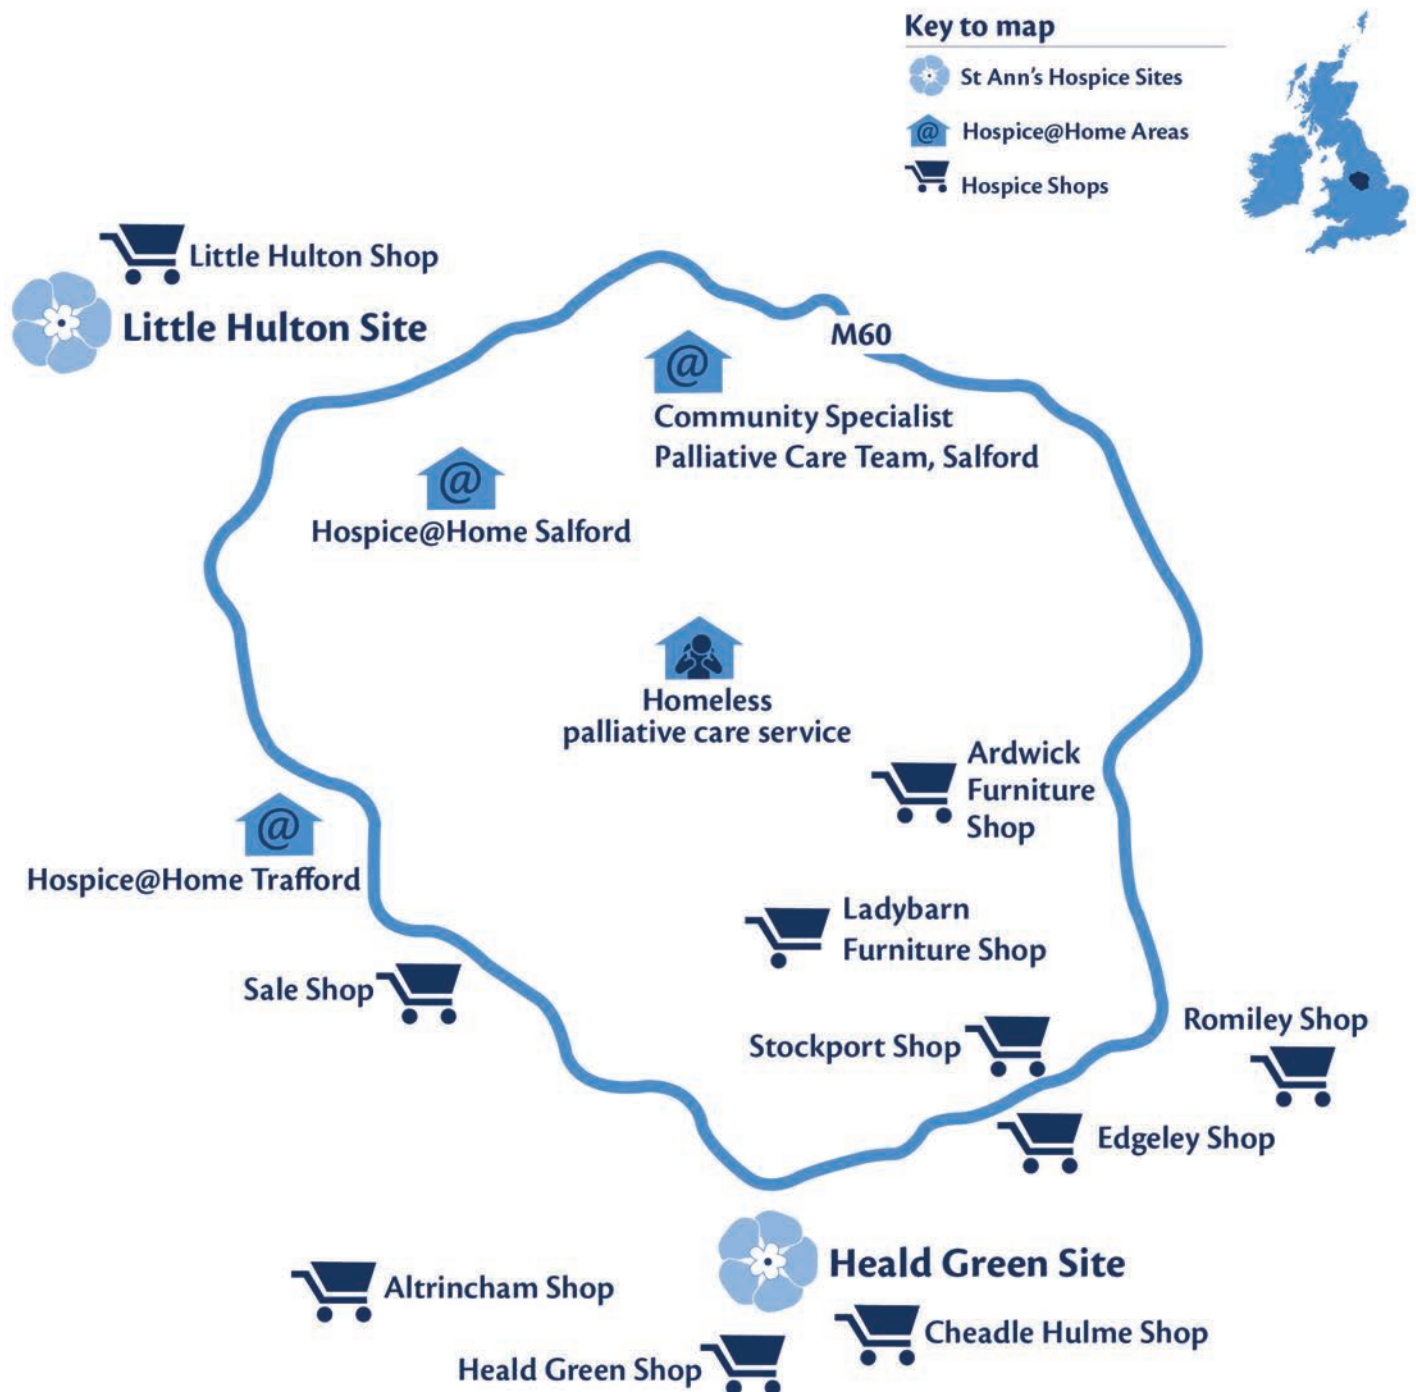 Key to map
St Ann's Hospice Sites
@
Hospice@Home Areas
Hospice Shops
Little Hulton Shop
Little Hulton Site
M60
@
Community Specialist
Palliative Care Team, Salford
@
Hospice@Home Salford
Homeless
palliative care service
Ardwick
Furniture
Shop
@
Hospice@Home Trafford
Ladybarn
Furniture Shop
Sale Shop
Romiley Shop
Stockport Shop
Edgeley Shop
Heald Green Site
Altrincham Shop
Cheadle Hulme Shop
Heald Green Shop